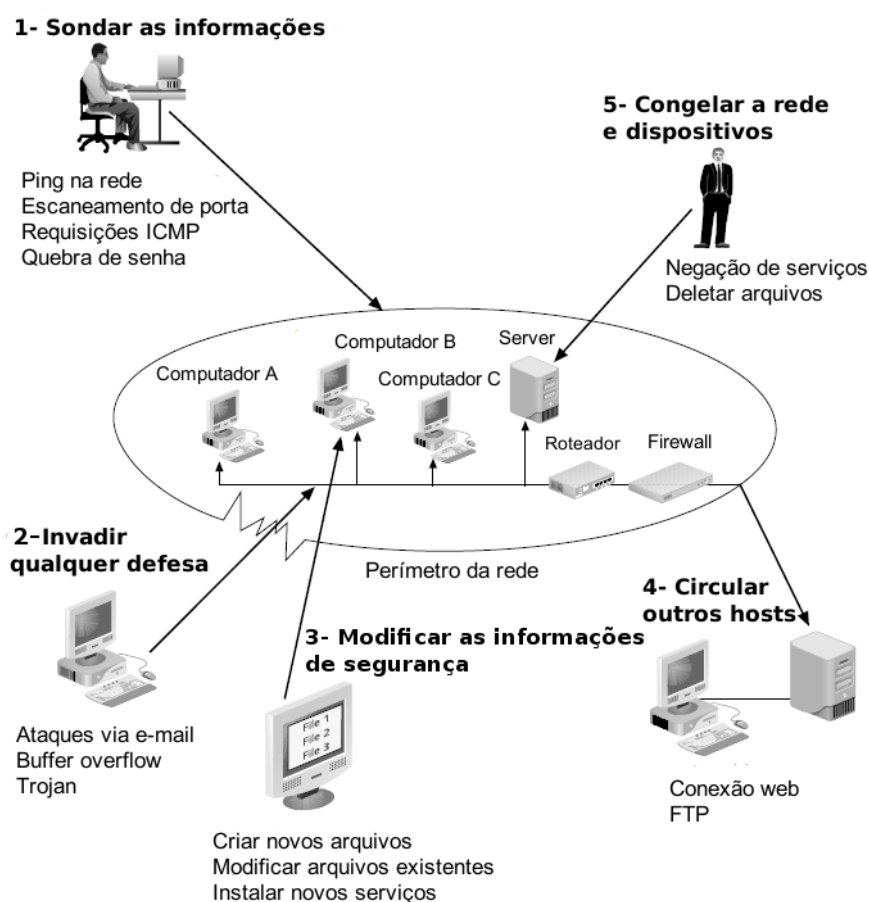 1- Sondar as informações
Ping na rede
Escaneamento de porta
Requisições ICMP
Quebra de senha
5- Congelar a rede
e dispositivos
Negação de serviços
Deletar arquivos
Computador A
Computador B
Computador C
Server
Roteador
Firewall
Perímetro da rede
2–Invadir
qualquer defesa
Ataques via e-mail
Buffer overflow
Trojan
3- Modificar as informações
de segurança
File 1
File 2
File 3
Criar novos arquivos
Modificar arquivos existentes
Instalar novos serviços
4- Circular
outros hosts
Conexão web
FTP